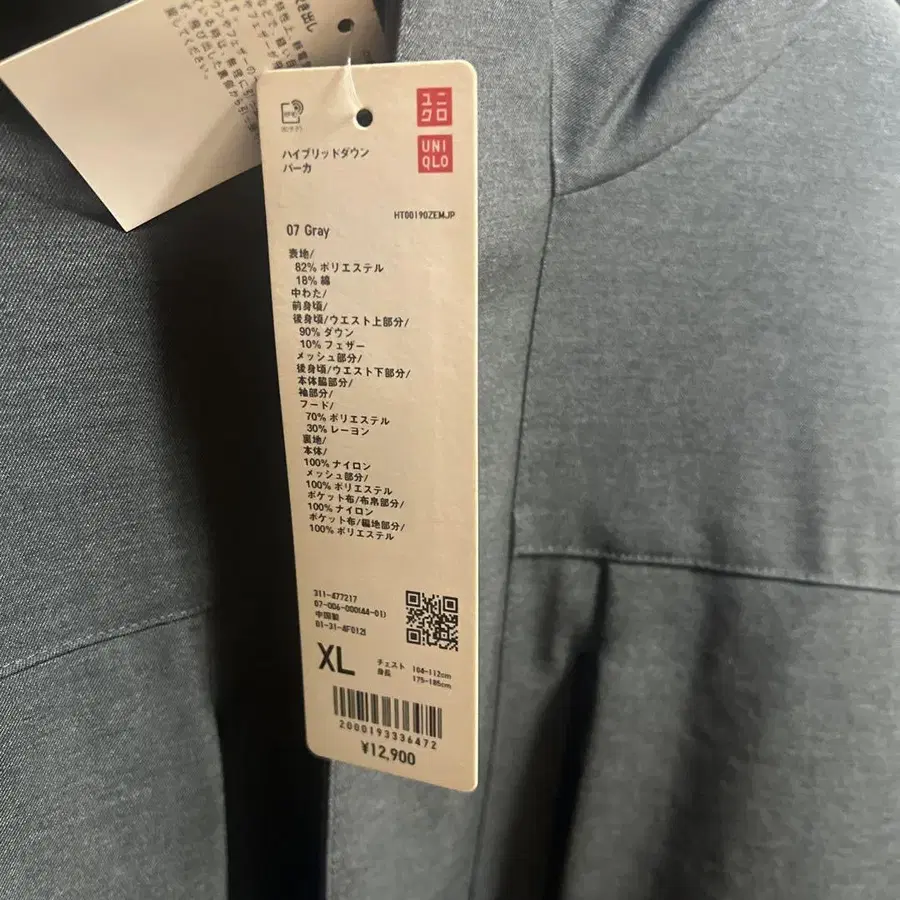 ユニ
クロ
UNI
QLO
ハイブリッドダウン
パーカ
HT00190ZEMJP
07 Gray
表地/
82% ポリエステル
18% 綿
中わた/
前身頃/
後身頃/ウエスト上部分/
90% ダウン
10% フェザー
メッシュ部分/
後身頃/ウエスト下部分/
本体脇部分/
袖部分/
フード/
70% ポリエステル
30% レーヨン
裏地/
本体/
100% ナイロン
メッシュ部分/
100% ポリエステル
ポケット布/布帛部分/
100% ナイロン
ポケット布/編地部分/
100% ポリエステル
311-477217
07-006-000(44-01)
中国製
XL
チェスト 104-112cm
身長 175-185cm
2000193336472
¥12,900